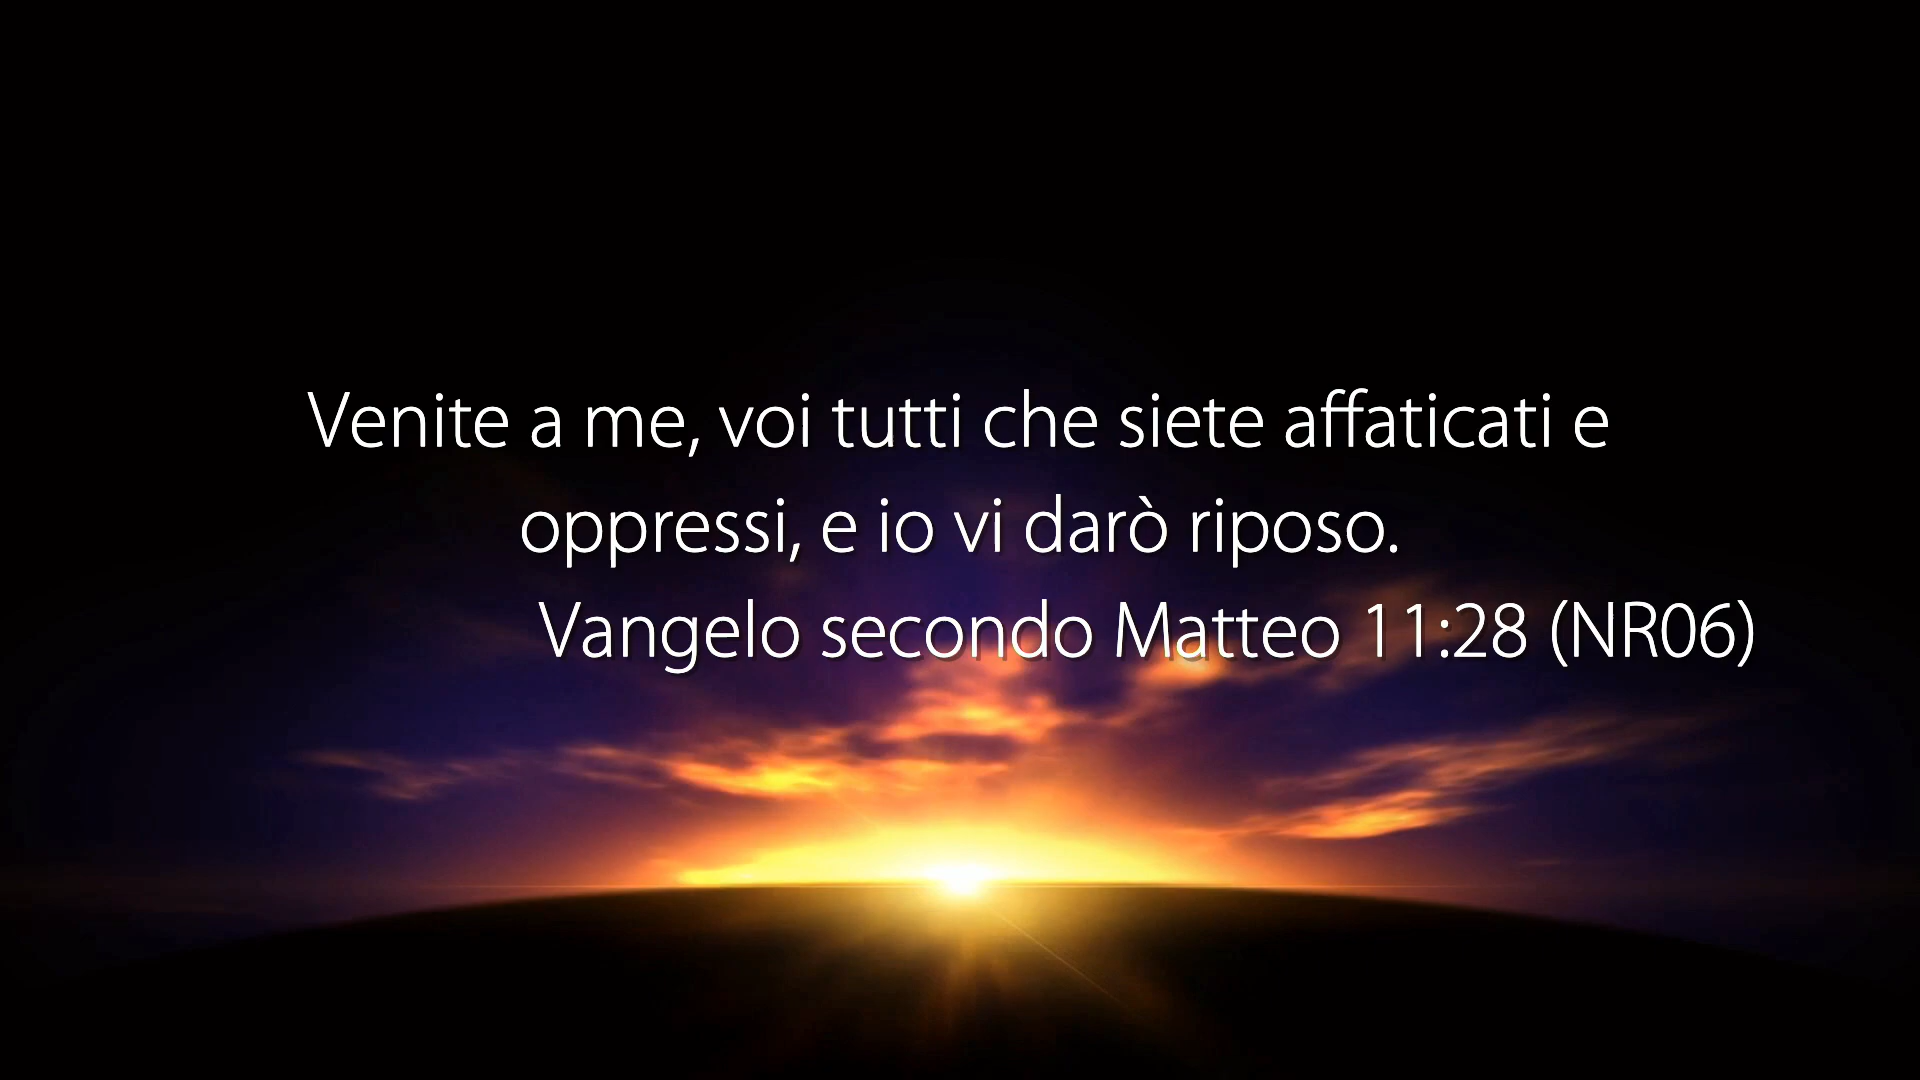 Venite a me, voi tutti che siete affaticati e
oppressi, e io vi darò riposo.
Vangelo secondo Matteo 11:28 (NR06)